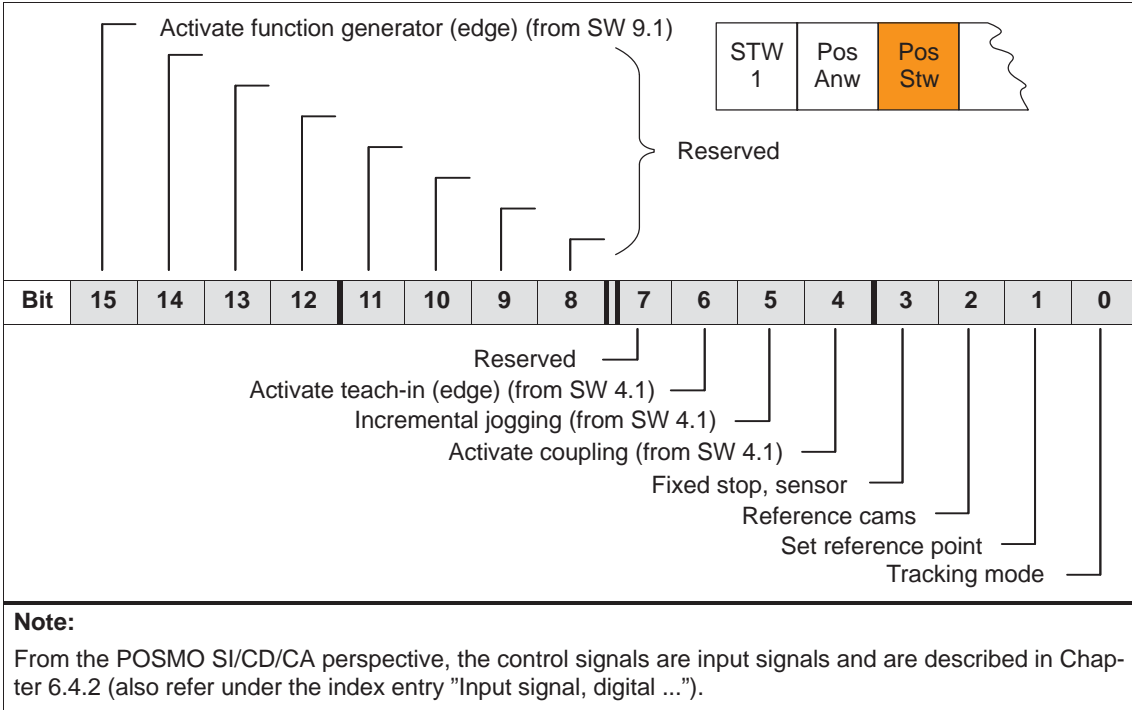 Activate function generator (edge) (from SW 9.1)
STW
1
Pos
Anw
Pos
Stw
Reserved
Bit 15 14 13 12 11 10 9 8 7 6 5 4 3 2 1 0
Reserved
Activate teach-in (edge) (from SW 4.1)
Incremental jogging (from SW 4.1)
Activate coupling (from SW 4.1)
Fixed stop, sensor
Reference cams
Set reference point
Tracking mode
Note:
From the POSMO SI/CD/CA perspective, the control signals are input signals and are described in Chap-
ter 6.4.2 (also refer under the index entry ”Input signal, digital ...”).